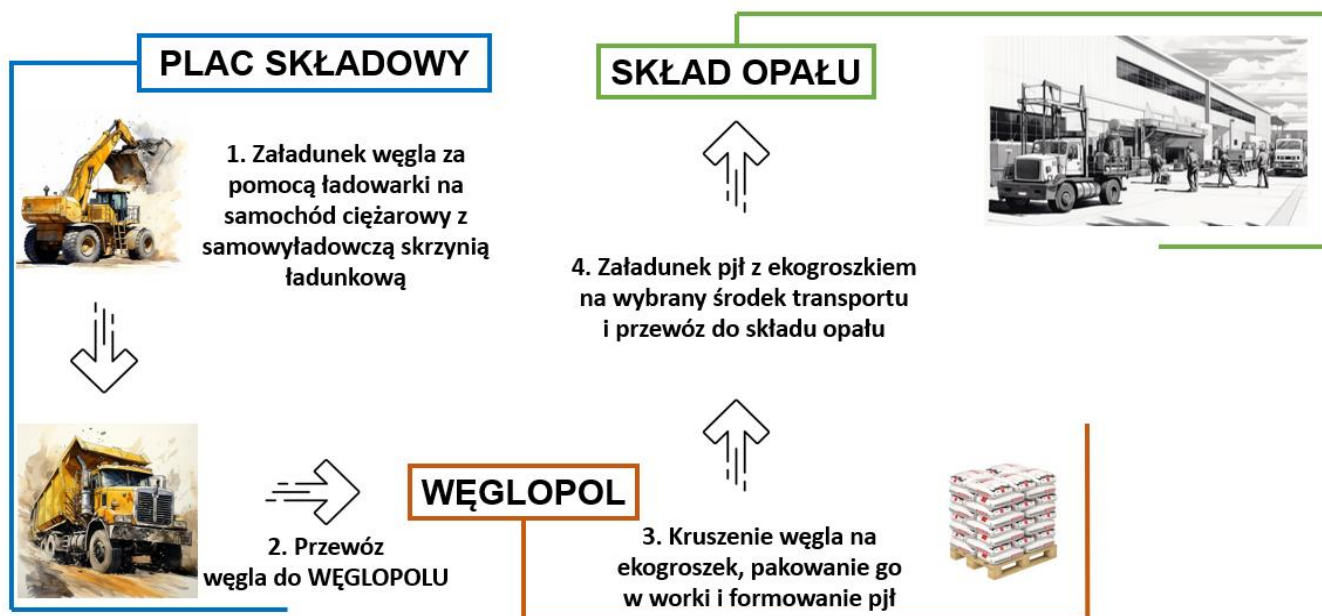 PLAC SKŁADOWY
1. Załadunek węgla za
pomocą ładowarki na
samochód ciężarowy z
samowyładowczą skrzynią
ładunkową
2. Przewóz
węgla do WĘGLOPOLU
WĘGLOPOL
3. Kruszenie węgla na
ekogroszek, pakowanie go
w worki i formowanie pjł
4. Załadunek pjł z ekogroszkiem
na wybrany środek transportu
i przewóz do składu opału
SKŁAD OPAŁU